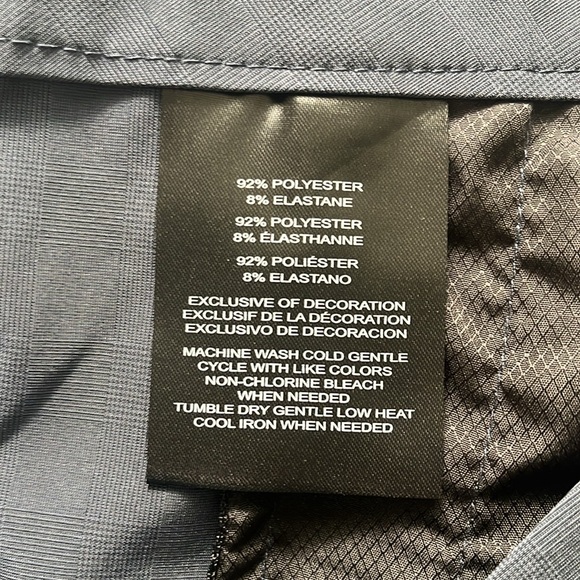 92% POLYESTER
8% ELASTANE
92% POLYESTER
8% ÉLASTHANNE
92% POLIÉSTER
8% ELASTANO
EXCLUSIVE OF DECORATION
EXCLUSIF DE LA DÉCORATION
EXCLUSIVO DE DECORACIÓN
MACHINE WASH COLD GENTLE
CYCLE WITH LIKE COLORS
NON-CHLORINE BLEACH
WHEN NEEDED
TUMBLE DRY GENTLE LOW HEAT
COOL IRON WHEN NEEDED